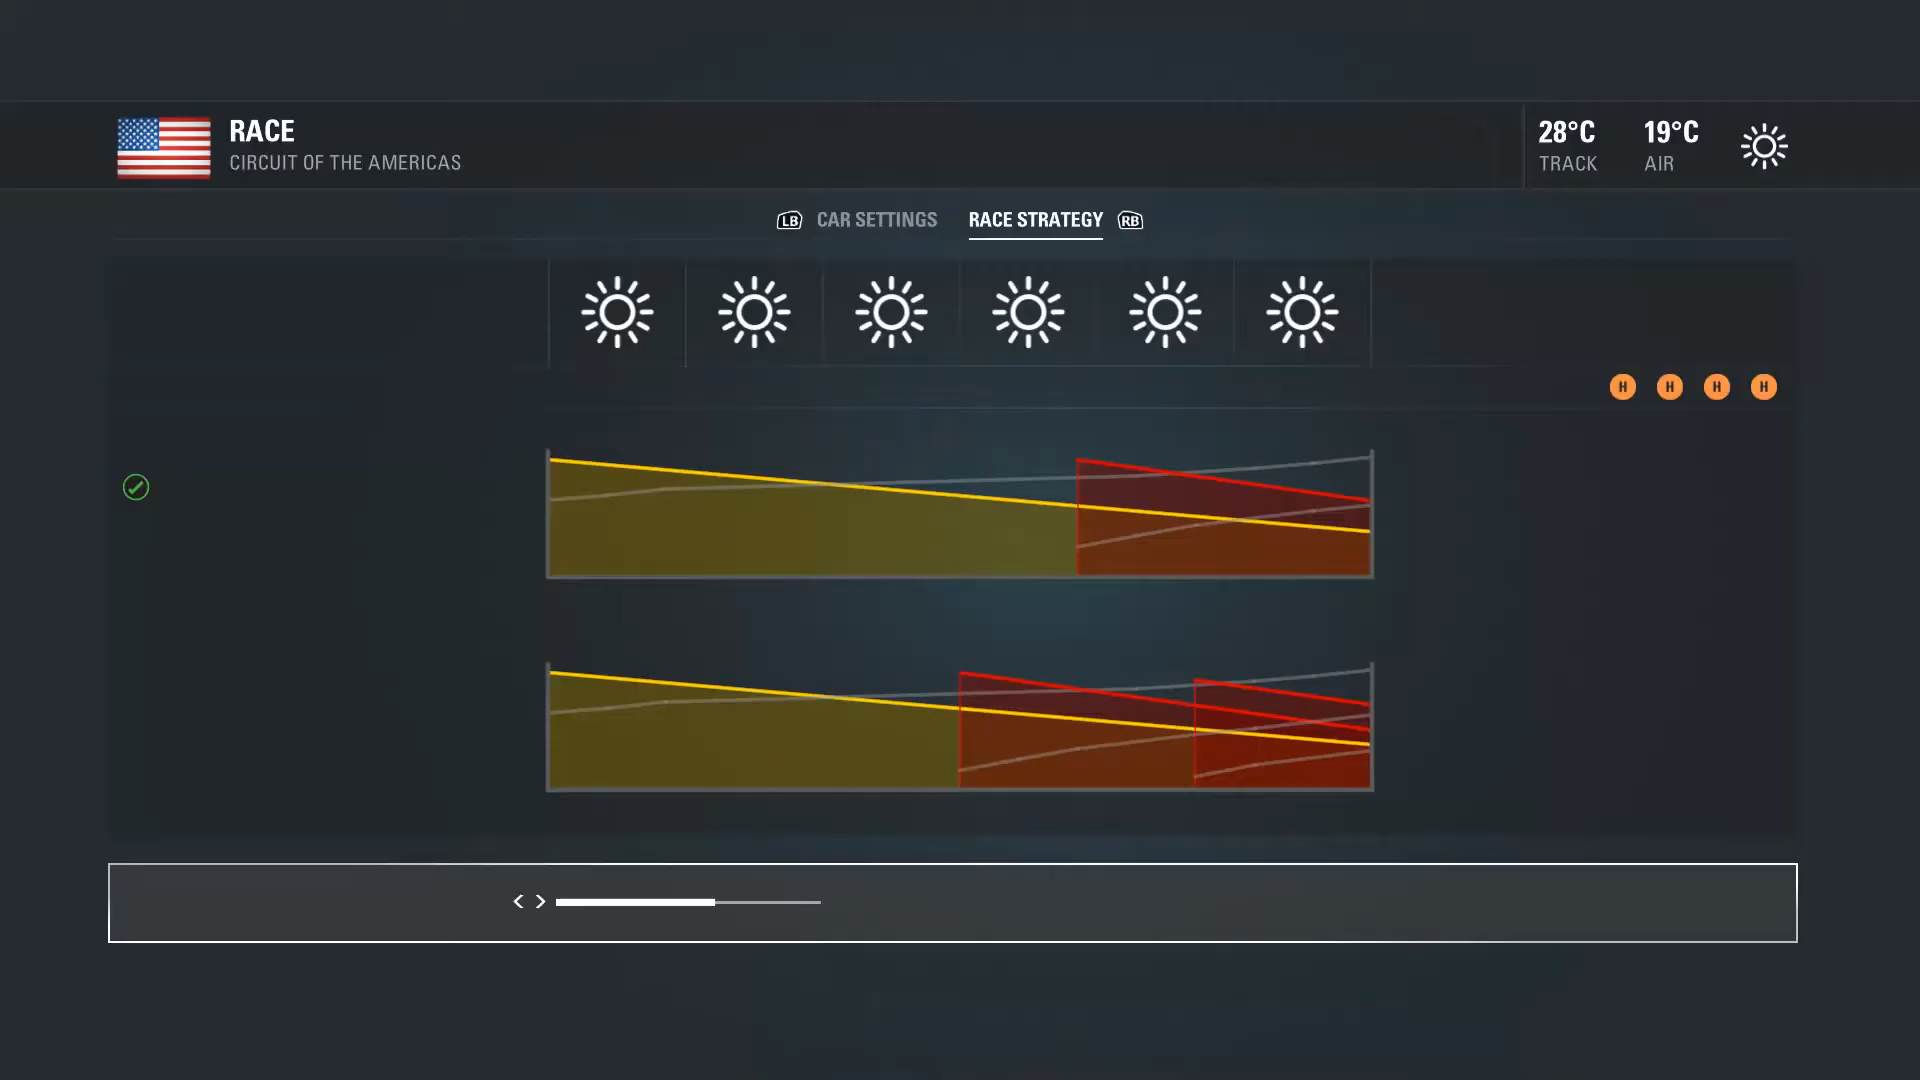 RACE
CIRCUIT OF THE AMERICAS
28°C 19°C
TRACK AIR
LB CAR SETTINGS RACE STRATEGY RB
H H H H